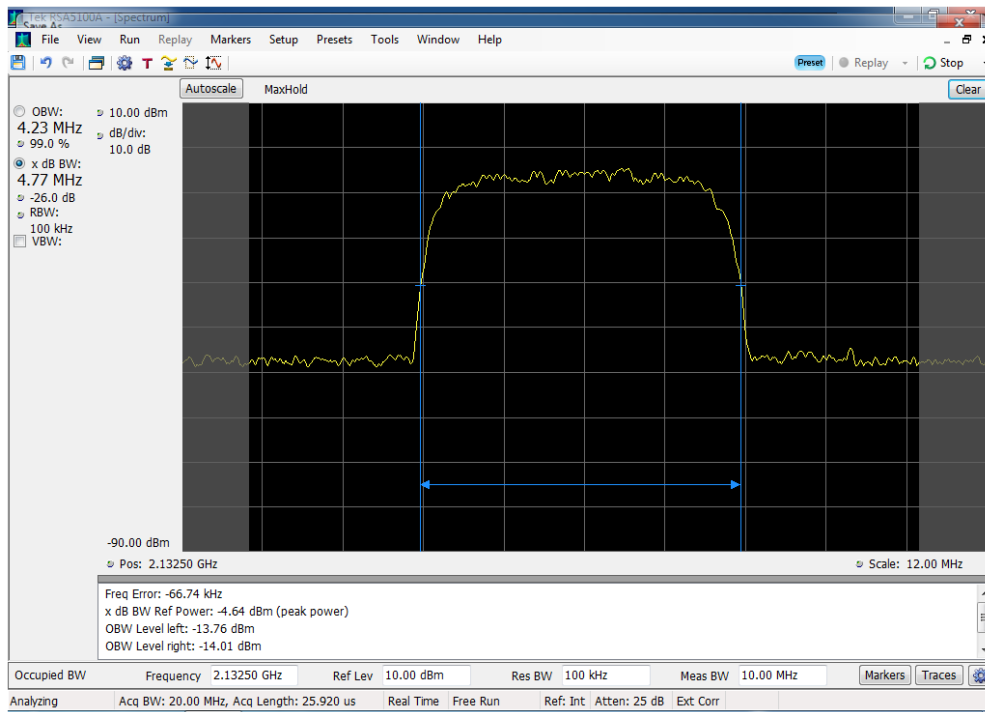 Tek RSA5100A - [Spectrum]
Save As
File View Run Replay Markers Setup Presets Tools Window Help
T Preset Replay Stop
Autoscale MaxHold Clear
OBW:
4.23 MHz
99.0 %
x dB BW:
4.77 MHz
-26.0 dB
RBW:
100 kHz
VBW:
10.00 dBm
dB/div:
10.0 dB
-90.00 dBm
Pos: 2.13250 GHz Scale: 12.00 MHz
Freq Error: -66.74 kHz
x dB BW Ref Power: -4.64 dBm (peak power)
OBW Level left: -13.76 dBm
OBW Level right: -14.01 dBm
Occupied BW Frequency 2.13250 GHz Ref Lev 10.00 dBm Res BW 100 kHz Meas BW 10.00 MHz Markers Traces
Analyzing Acq BW: 20.00 MHz, Acq Length: 25.920 us Real Time Free Run Ref: Int Atten: 25 dB Ext Corr